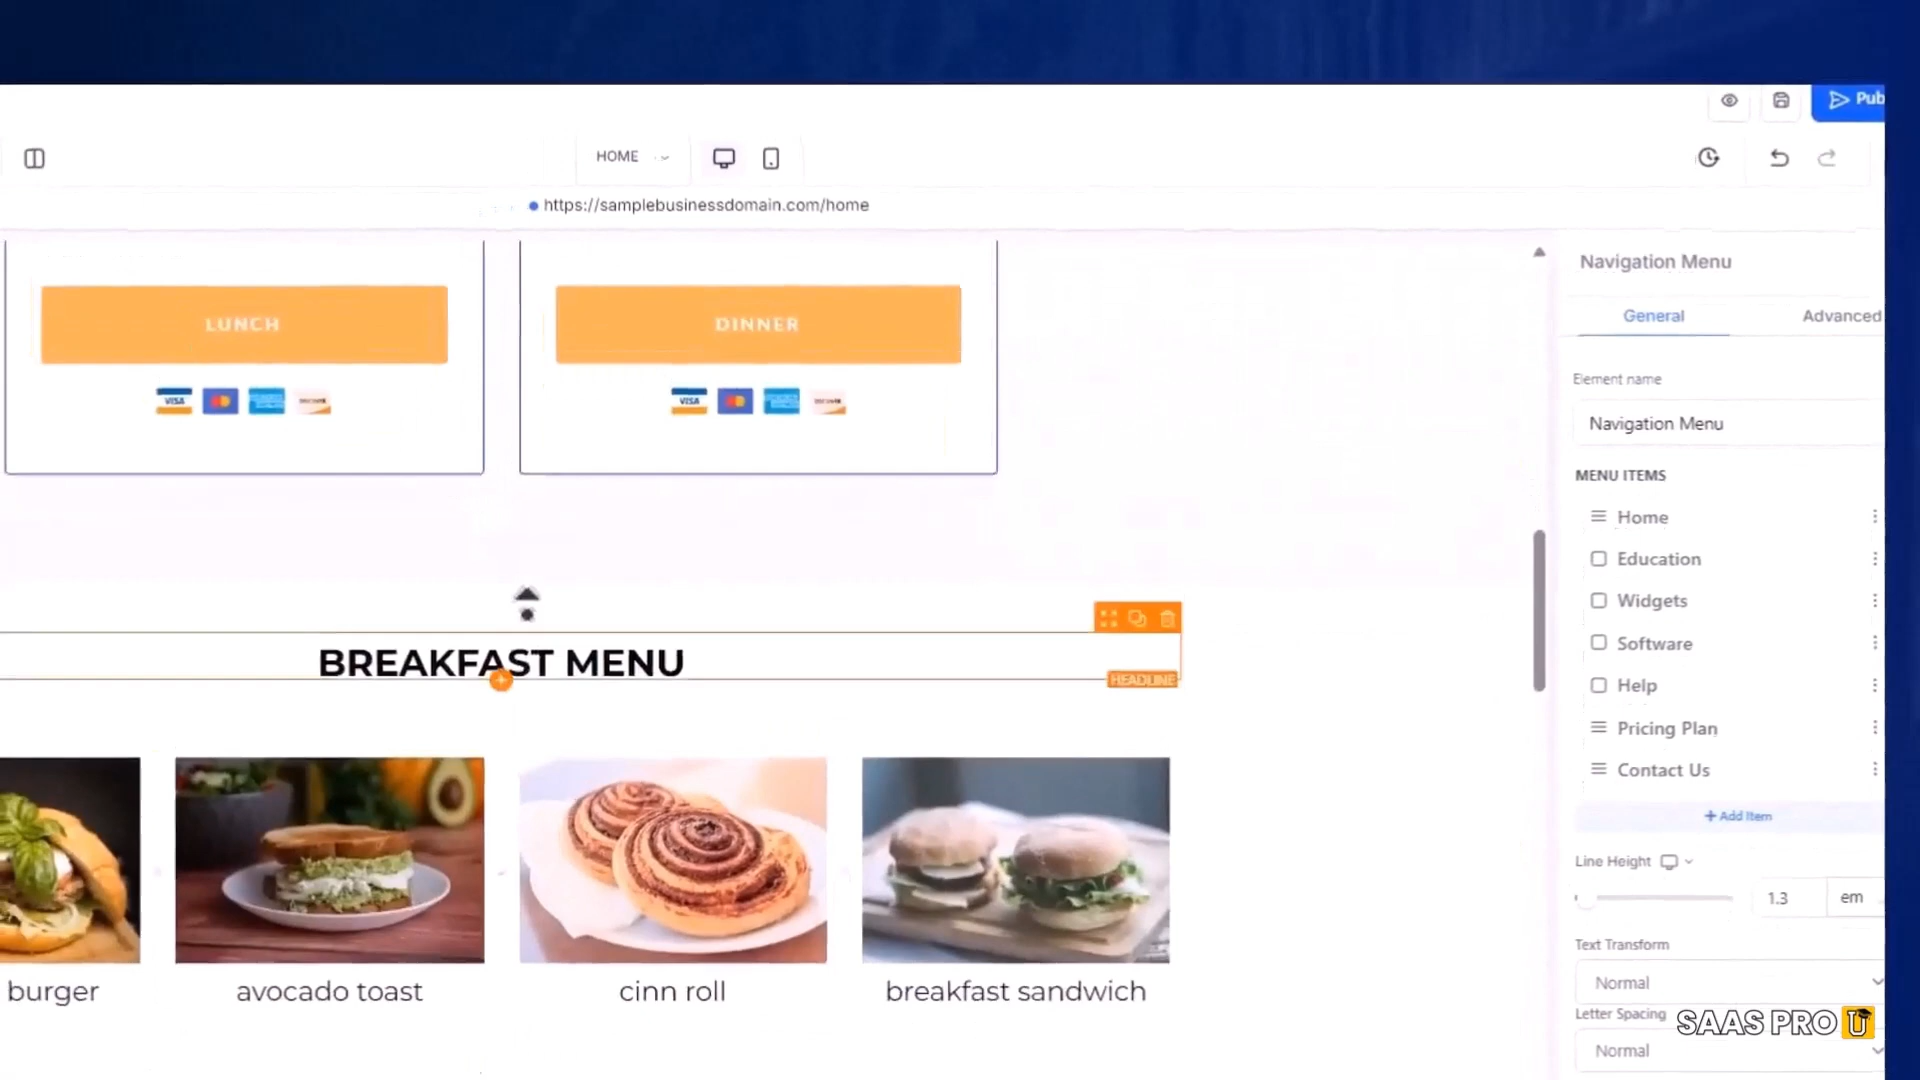 Pub
HOME
https://samplebusinessdomain.com/home
Navigation Menu
General
Advanced
LUNCH
DINNER
VISA
DISCOVER
VISA
DISCOVER
Element name
Navigation Menu
MENU ITEMS
Home
Education
Widgets
Software
Help
Pricing Plan
Contact Us
+ Add Item
BREAKFAST MENU
HEADLINE
Line Height
1.3
em
Text Transform
Normal
Letter Spacing
Normal
burger
avocado toast
cinn roll
breakfast sandwich
SAAS PRO U